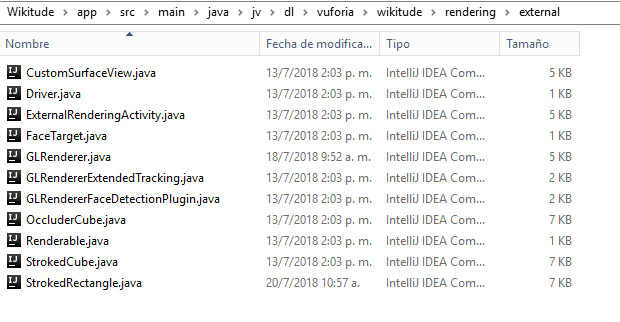 Wikitude > app > src > main > java > jv > dl > vuforia > wikitude > rendering > external
Nombre Fecha de modifica... Tipo Tamaño
CustomSurfaceView.java 13/7/2018 2:03 p. m. IntelliJ IDEA Com... 5 KB
Driver.java 13/7/2018 2:03 p. m. IntelliJ IDEA Com... 1 KB
ExternalRenderingActivity.java 13/7/2018 2:03 p. m. IntelliJ IDEA Com... 5 KB
FaceTarget.java 13/7/2018 2:03 p. m. IntelliJ IDEA Com... 1 KB
GLRenderer.java 18/7/2018 9:52 a. m. IntelliJ IDEA Com... 5 KB
GLRendererExtendedTracking.java 13/7/2018 2:03 p. m. IntelliJ IDEA Com... 2 KB
GLRendererFaceDetectionPlugin.java 13/7/2018 2:03 p. m. IntelliJ IDEA Com... 2 KB
OccluderCube.java 13/7/2018 2:03 p. m. IntelliJ IDEA Com... 7 KB
Renderable.java 13/7/2018 2:03 p. m. IntelliJ IDEA Com... 1 KB
StrokedCube.java 13/7/2018 2:03 p. m. IntelliJ IDEA Com... 7 KB
StrokedRectangle.java 20/7/2018 10:57 a. IntelliJ IDEA Com... 7 KB